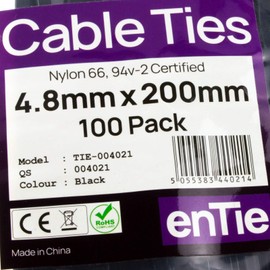 Cable Ties
Nylon 66, 94v-2 Certified
4.8mm x 200mm
100 Pack
Model : TIE-004021
QS : 004021
Colour : Black
5 055383 440214
CE RoHS
enTie
Made in China